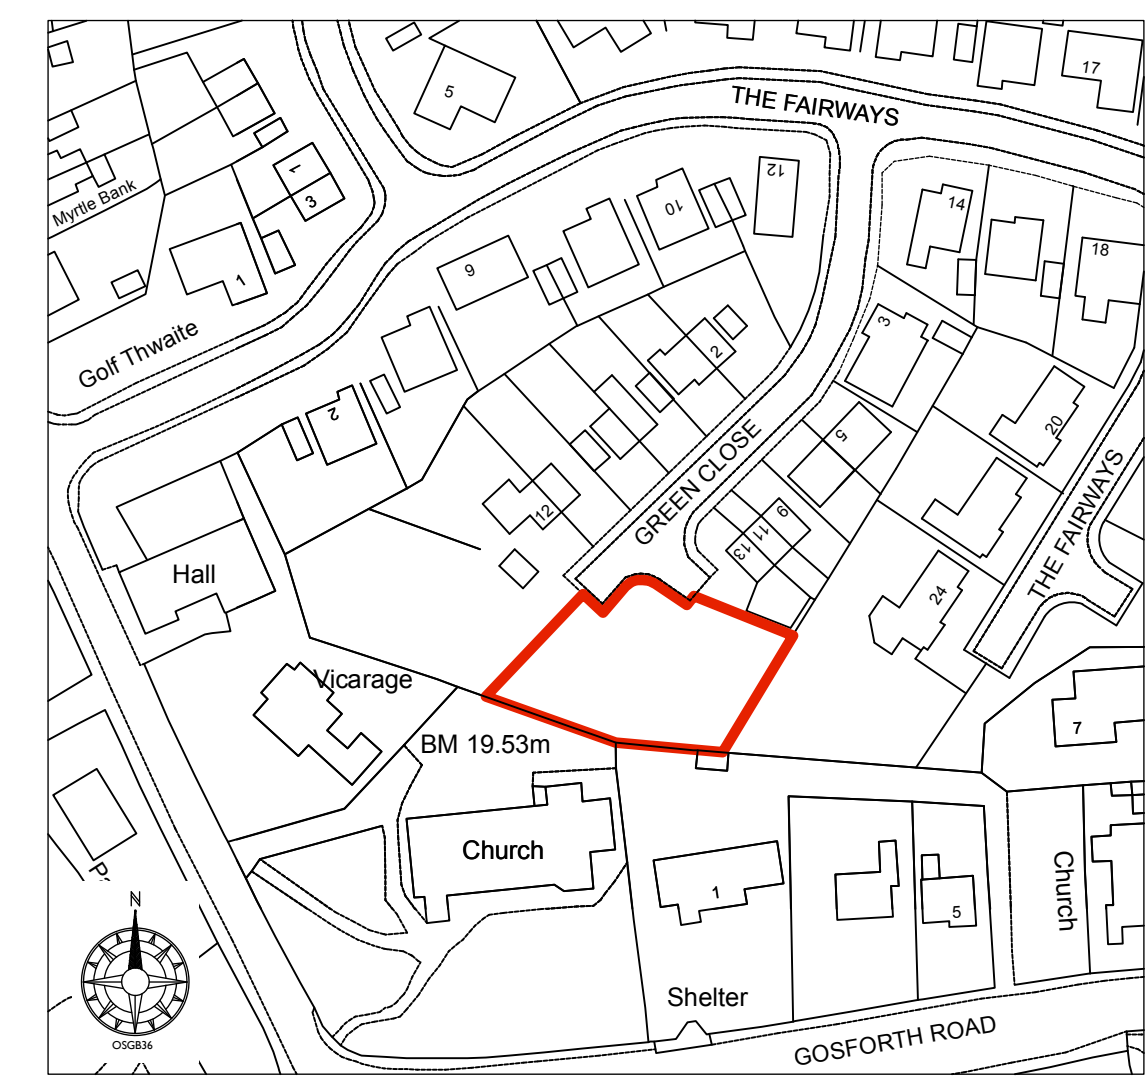 17
5
THE FAIRWAYS
1
3
Myrtle Bank
12
10
14
1
9
18
3
Golf Thwaite
2
2
5
20
GREEN CLOSE
12
9
11
13
THE FAIRWAYS
Hall
24
Vicarage
7
BM 19.53m
Church
1
Church
5
N
OSGB36
Shelter
GOSFORTH ROAD